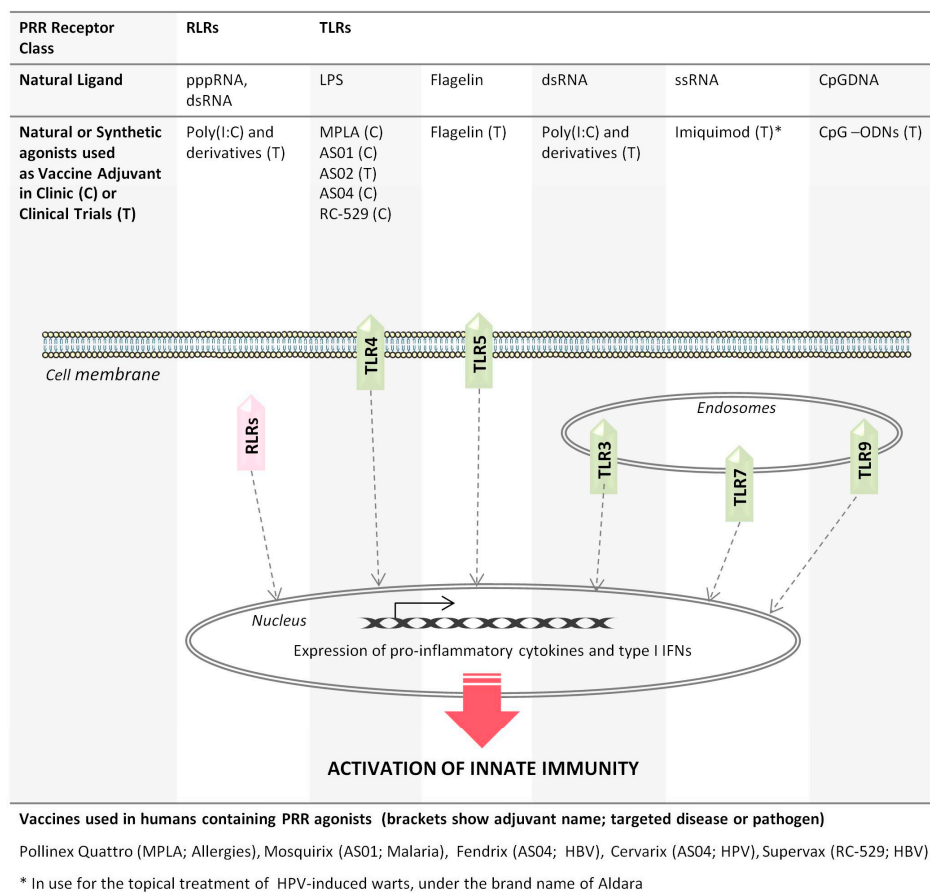 PRR Receptor Class RLRs TLRs
Natural Ligand pppRNA, dsRNA LPS Flagelin dsRNA ssRNA CpGDNA
Natural or Synthetic agonists used as Vaccine Adjuvant in Clinic (C) or Clinical Trials (T)
Poly(I:C) and derivatives (T)
MPLA (C)
AS01 (C)
AS02 (T)
AS04 (C)
RC-529 (C)
Flagelin (T)
Poly(I:C) and derivatives (T)
Imiquimod (T)*
CpG –ODNs (T)
TLR4
TLR5
Cell membrane
RLRs
Endosomes
TLR3
TLR7
TLR9
Nucleus
Expression of pro-inflammatory cytokines and type I IFNs
ACTIVATION OF INNATE IMMUNITY
Vaccines used in humans containing PRR agonists (brackets show adjuvant name; targeted disease or pathogen)
Pollinex Quattro (MPLA; Allergies), Mosquirix (AS01; Malaria), Fendrix (AS04; HBV), Cervarix (AS04; HPV), Supervax (RC-529; HBV)
* In use for the topical treatment of HPV-induced warts, under the brand name of Aldara